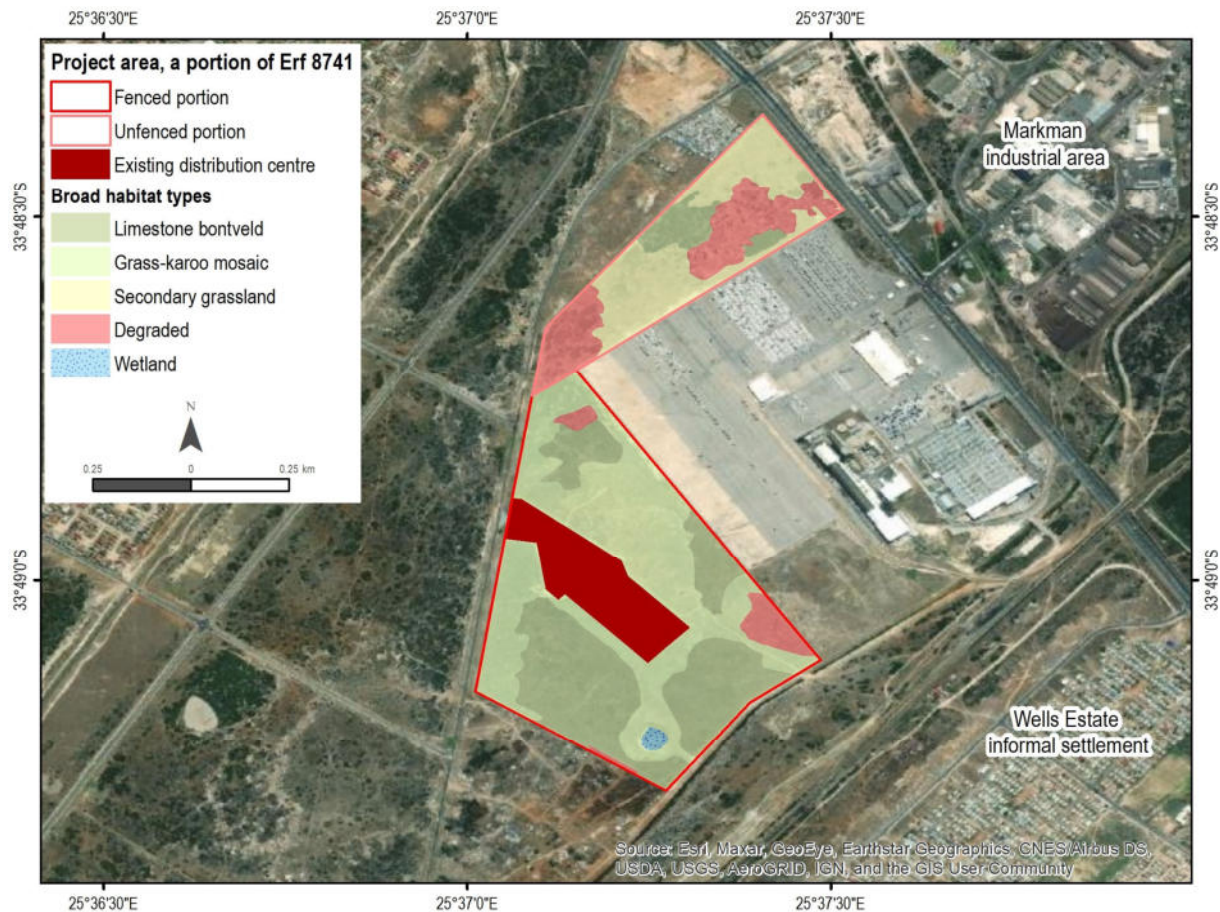 25°36'30"E 25°37'0"E 25°37'30"E
Project area, a portion of Erf 8741
Fenced portion
Unfenced portion
Existing distribution centre
Broad habitat types
Limestone bontveld
Grass-karoo mosaic
Secondary grassland
Degraded
Wetland
N
0.25 0 0.25 km
Markman
industrial area
33°48'30"S 33°48'30"S
33°49'0"S 33°49'0"S
Wells Estate
informal settlement
Source: Esri, Maxar, GeoEye, Earthstar Geographics, CNES/Airbus DS,
USDA, USGS, AeroGRID, IGN, and the GIS User Community
25°36'30"E 25°37'0"E 25°37'30"E